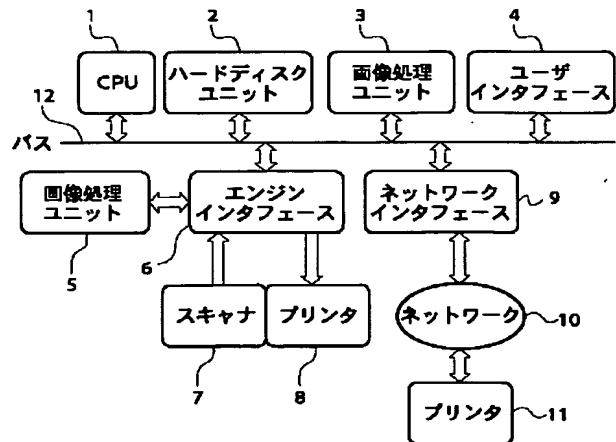 1
2
3
4
CPU
ハードディスク
ユニット
画像処理
ユニット
ユーザ
インタフェース
12
バス
画像処理
ユニット
エンジン
インタフェース
ネットワーク
インタフェース
9
5
6
スキャナ
プリンタ
ネットワーク
10
7
8
プリンタ
11